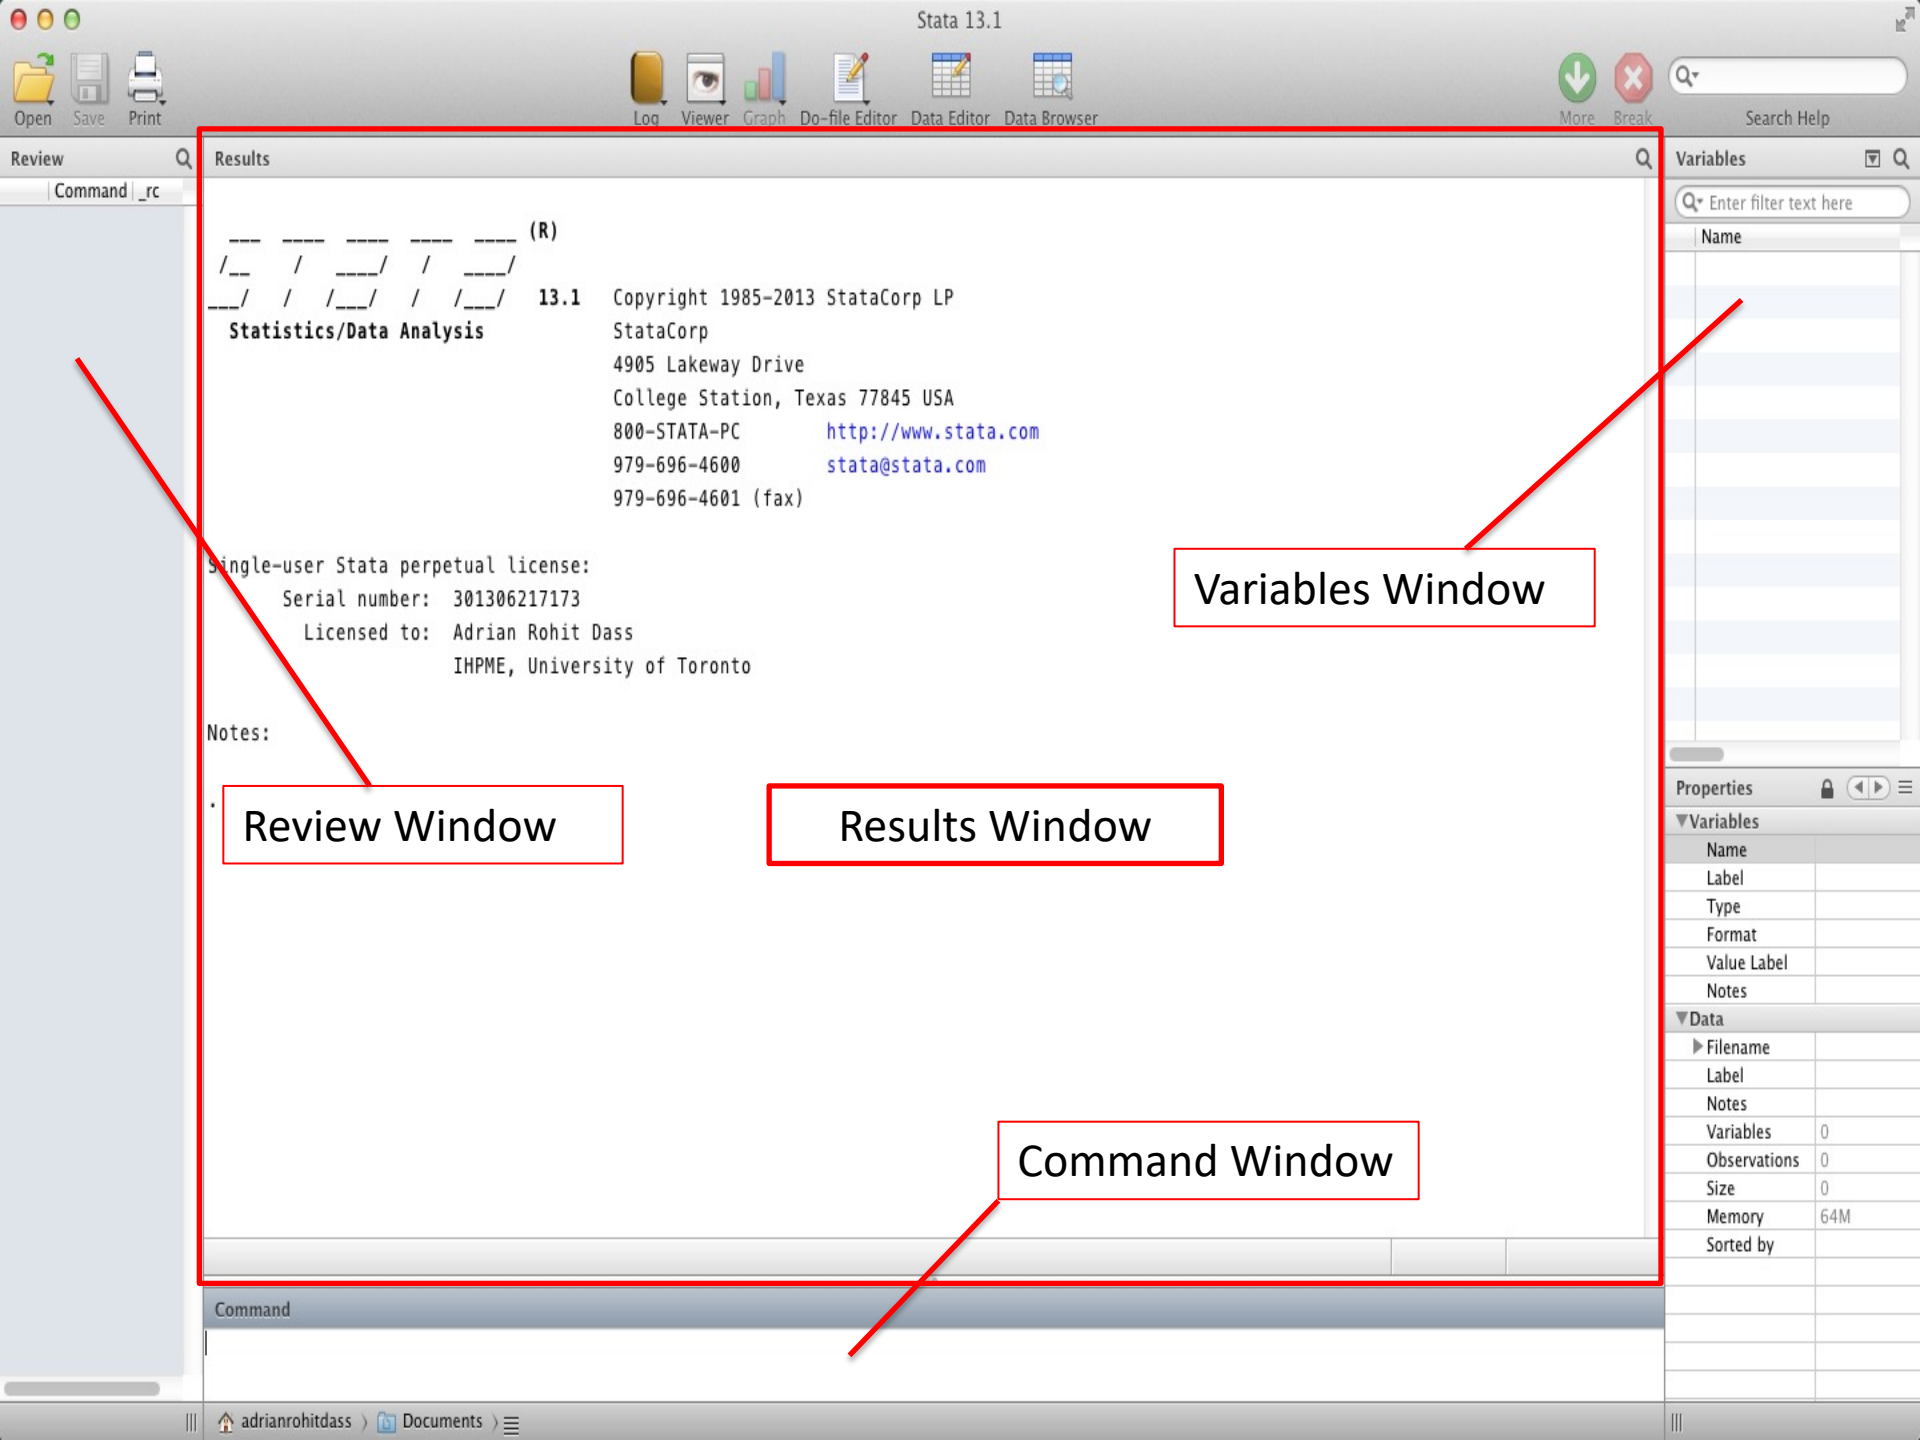 Stata 13.1
Open Save Print Log Viewer Graph Do-file Editor Data Editor Data Browser More Break Search Help
Review
Command _rc
Results
(R)
13.1 Copyright 1985-2013 StataCorp LP
Statistics/Data Analysis StataCorp
4905 Lakeway Drive
College Station, Texas 77845 USA
800-STATA-PC http://www.stata.com
979-696-4600 stata@stata.com
979-696-4601 (fax)
Single-user Stata perpetual license:
Serial number: 301306217173
Licensed to: Adrian Rohit Dass
IHPME, University of Toronto
Notes:
.
Review Window
Results Window
Variables Window
Command Window
Command
adrianrohitdass
Documents
Variables
Enter filter text here
Name
Properties
Variables
Name
Label
Type
Format
Value Label
Notes
Data
Filename
Label
Notes
Variables 0
Observations 0
Size 0
Memory 64M
Sorted by